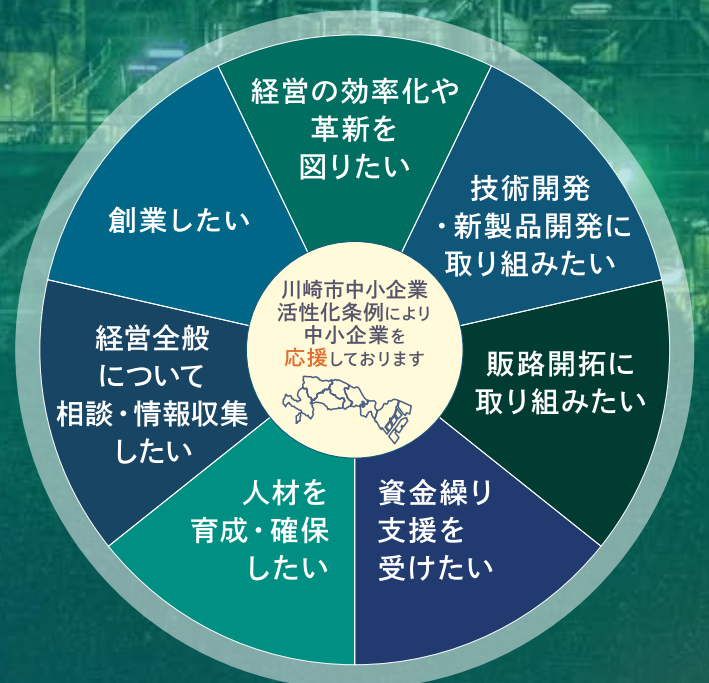 経営の効率化や
革新を
図りたい
技術開発
・新製品開発に
取り組みたい
販路開拓に
取り組みたい
資金繰り
支援を
受けたい
人材を
育成・確保
したい
経営全般
について
相談・情報収集
したい
創業したい
川崎市中小企業
活性化条例により
中小企業を
応援しております